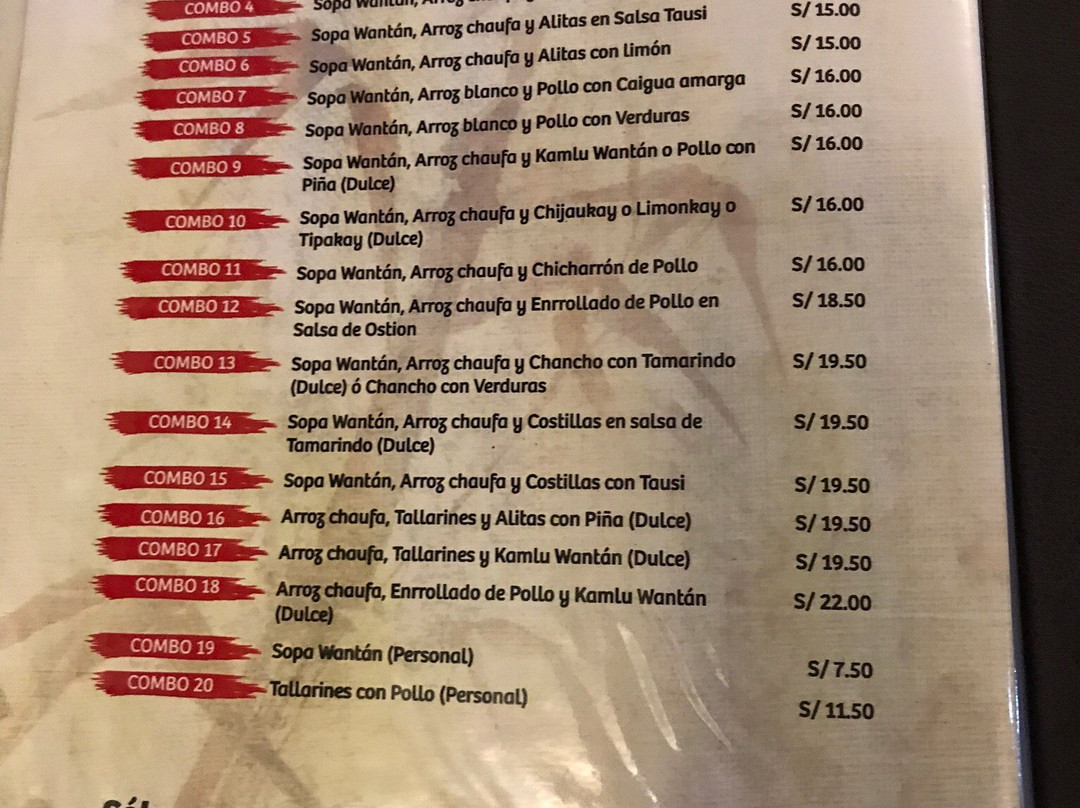 COMBO 4 Sopa Wantán, Arroz S/ 15.00
COMBO 5 Sopa Wantán, Arroz chaufa y Alitas en Salsa Tausi S/ 15.00
COMBO 6 Sopa Wantán, Arroz chaufa y Alitas con limón S/ 16.00
COMBO 7 Sopa Wantán, Arroz blanco y Pollo con Caigua amarga S/ 16.00
COMBO 8 Sopa Wantán, Arroz blanco y Pollo con Verduras S/ 16.00
COMBO 9 Sopa Wantán, Arroz chaufa y Kamlu Wantán o Pollo con
Piña (Dulce)
COMBO 10 Sopa Wantán, Arroz chaufa y Chijaukay o Limonkay o S/ 16.00
Tipakay (Dulce)
COMBO 11 Sopa Wantán, Arroz chaufa y Chicharrón de Pollo S/ 16.00
COMBO 12 Sopa Wantán, Arroz chaufa y Enrrollado de Pollo en S/ 18.50
Salsa de Ostion
COMBO 13 Sopa Wantán, Arroz chaufa y Chancho con Tamarindo S/ 19.50
(Dulce) ó Chancho con Verduras
COMBO 14 Sopa Wantán, Arroz chaufa y Costillas en salsa de S/ 19.50
Tamarindo (Dulce)
COMBO 15 Sopa Wantán, Arroz chaufa y Costillas con Tausi S/ 19.50
COMBO 16 Arroz chaufa, Tallarines y Alitas con Piña (Dulce) S/ 19.50
COMBO 17 Arroz chaufa, Tallarines y Kamlu Wantán (Dulce) S/ 19.50
COMBO 18 Arroz chaufa, Enrrollado de Pollo y Kamlu Wantán S/ 22.00
(Dulce)
COMBO 19 Sopa Wantán (Personal) S/ 7.50
COMBO 20 Tallarines con Pollo (Personal) S/ 11.50